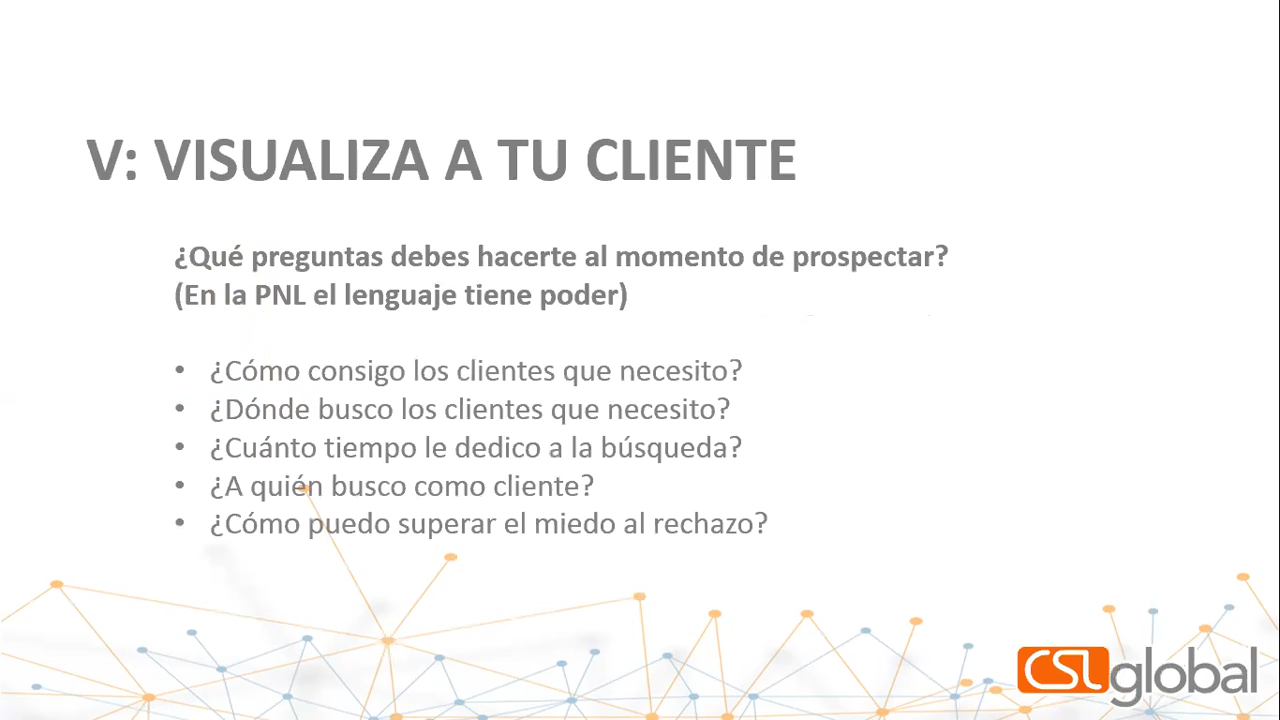 V: VISUALIZA A TU CLIENTE
¿Qué preguntas debes hacerte al momento de prospectar?
(En la PNL el lenguaje tiene poder)
• ¿Cómo consigo los clientes que necesito?
• ¿Dónde busco los clientes que necesito?
• ¿Cuánto tiempo le dedico a la búsqueda?
• ¿A quién busco como cliente?
• ¿Cómo puedo superar el miedo al rechazo?
CSL global